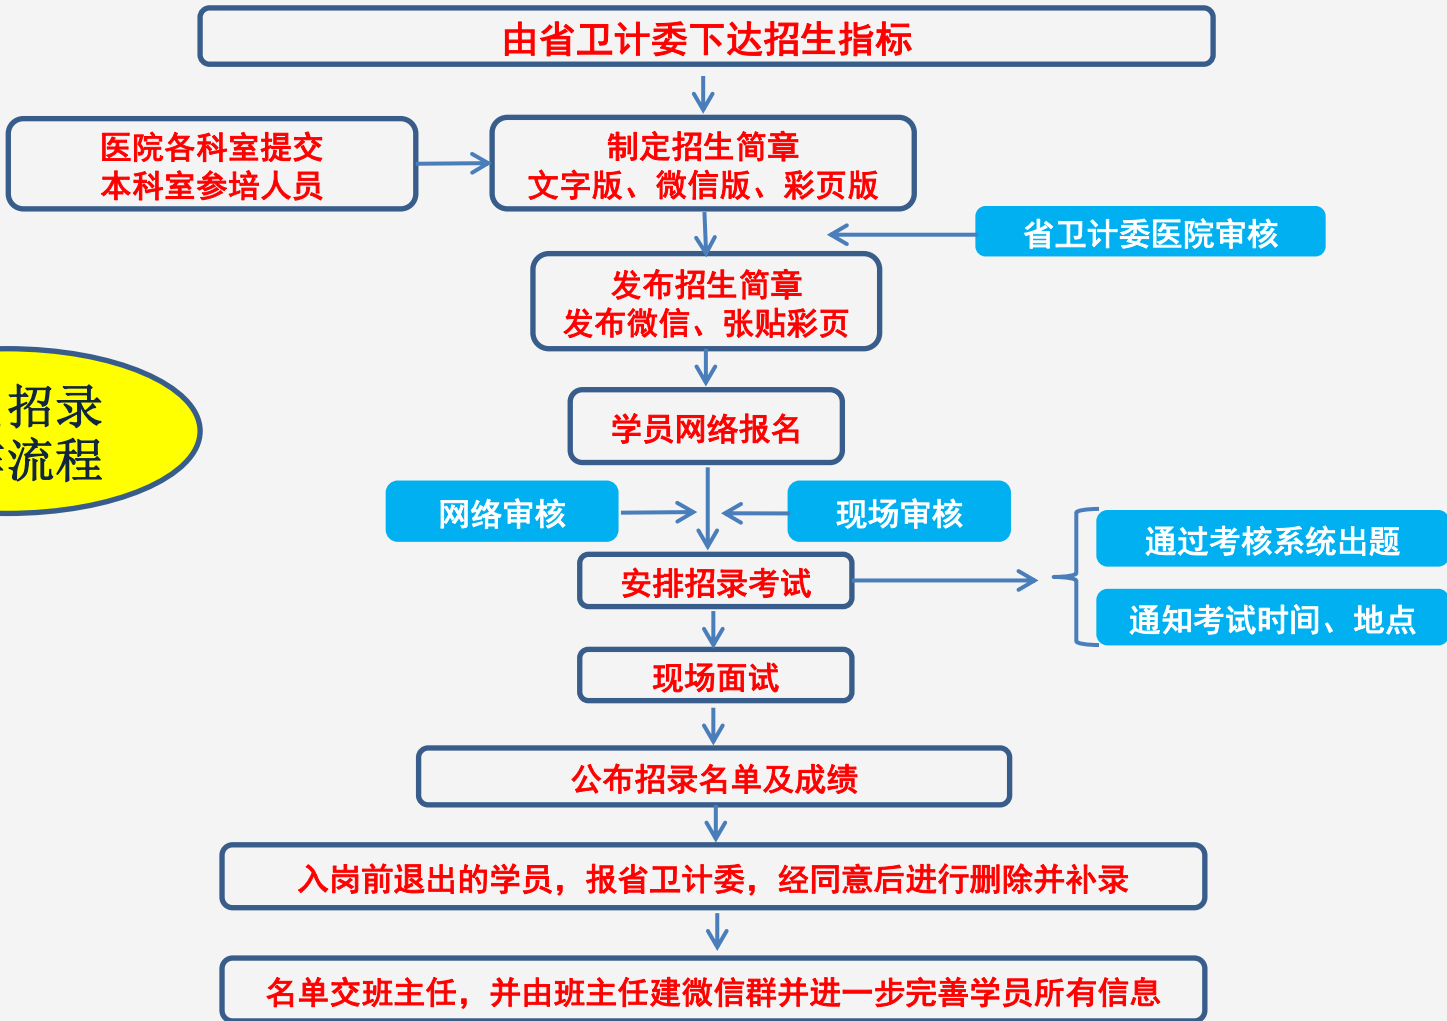 由省卫计委下达招生指标
医院各科室提交
本科室参培人员
制定招生简章
文字版、微信版、彩页版
省卫计委医院审核
发布招生简章
发布微信、张贴彩页
招录
流程
学员网络报名
网络审核
现场审核
通过考核系统出题
安排招录考试
通知考试时间、地点
现场面试
公布招录名单及成绩
入岗前退出的学员，报省卫计委，经同意后进行删除并补录
名单交班主任，并由班主任建微信群并进一步完善学员所有信息